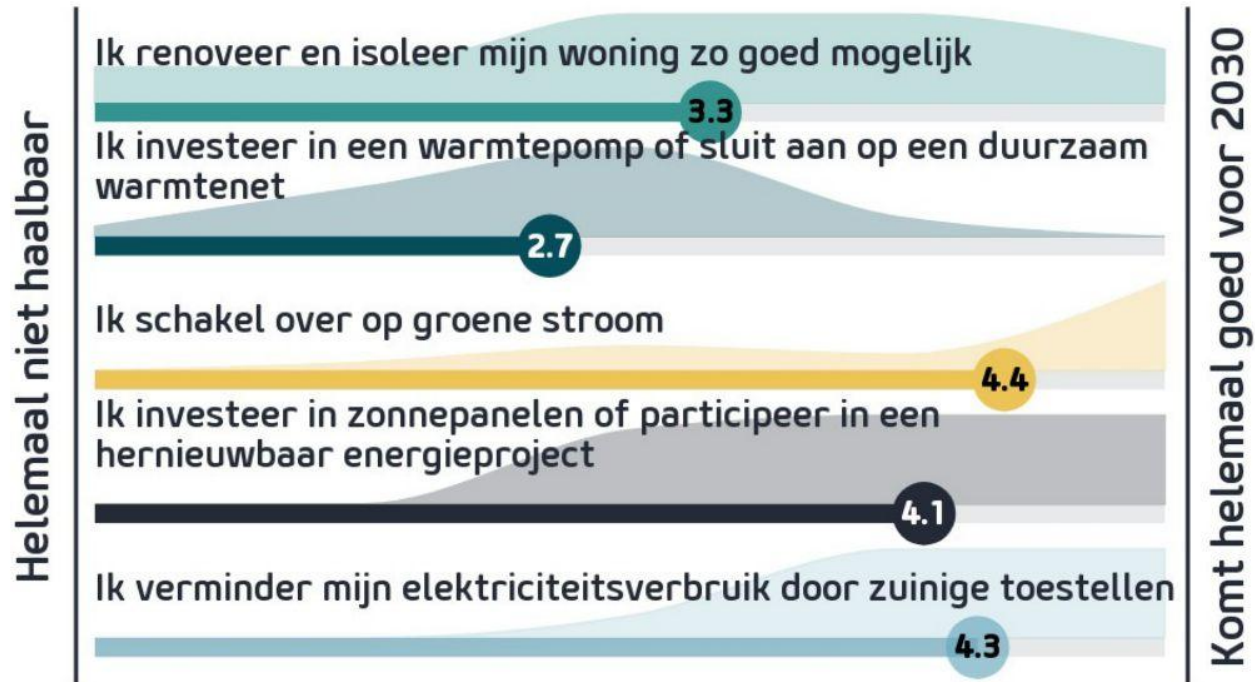 Helemaal niet haalbaar
Ik renoveer en isoleer mijn woning zo goed mogelijk
3.3
Ik investeer in een warmtepomp of sluit aan op een duurzaam
warmtenet
2.7
Ik schakel over op groene stroom
4.4
Ik investeer in zonnepanelen of participeer in een
hernieuwbaar energieproject
4.1
Ik verminder mijn elektriciteitsverbruik door zuinige toestellen
4.3
Komt helemaal goed voor 2030